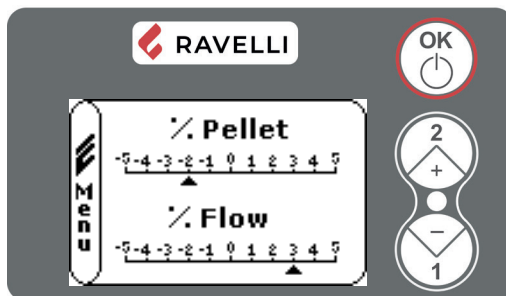 RAVELLI
OK
% Pellet
-5 -4 -3 -2 -1 0 1 2 3 4 5
% Flow
-5 -4 -3 -2 -1 0 1 2 3 4 5
Menu
2
+
−
1